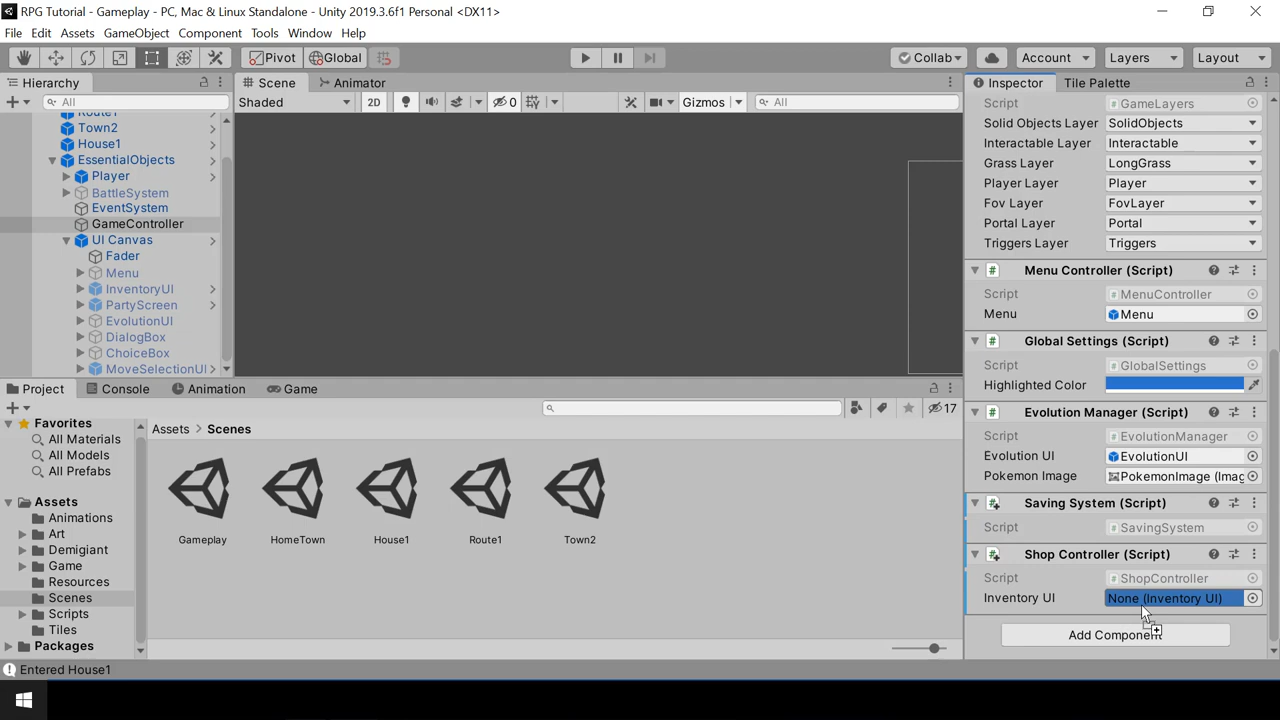 RPG Tutorial - Gameplay - PC, Mac & Linux Standalone - Unity 2019.3.6f1 Personal <DX11>
File Edit Assets GameObject Component Tools Window Help
Pivot Global Collab Account Layers Layout
Hierarchy Scene Animator Inspector Tile Palette
All Shaded 2D 0 Gizmos All
Route1
Town2
House1
EssentialObjects
Player
BattleSystem
EventSystem
GameController
UI Canvas
Fader
Menu
InventoryUI
PartyScreen
EvolutionUI
DialogBox
ChoiceBox
MoveSelectionUI
Script GameLayers
Solid Objects Layer SolidObjects
Interactable Layer Interactable
Grass Layer LongGrass
Player Layer Player
Fov Layer FovLayer
Portal Layer Portal
Triggers Layer Triggers
Menu Controller (Script)
Script MenuController
Menu Menu
Global Settings (Script)
Script GlobalSettings
Highlighted Color
Evolution Manager (Script)
Script EvolutionManager
Evolution UI EvolutionUI
Pokemon Image PokemonImage (Imag
Saving System (Script)
Script SavingSystem
Shop Controller (Script)
Script ShopController
Inventory UI None (Inventory UI)
Add Component
Project Console Animation Game
17
Favorites
All Materials
All Models
All Prefabs
Assets
Animations
Art
Demigiant
Game
Resources
Scenes
Scripts
Tiles
Packages
Assets > Scenes
Gameplay HomeTown House1 Route1 Town2
Entered House1